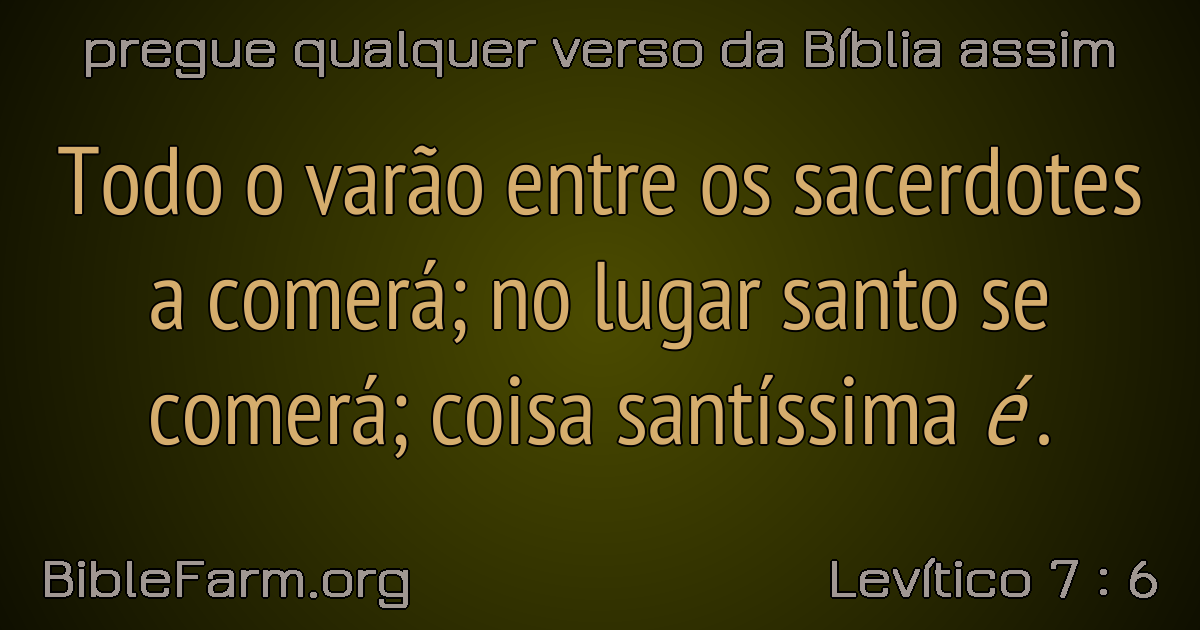 pregue qualquer verso da Bíblia assim
Todo o varão entre os sacerdotes
a comerá; no lugar santo se
comerá; coisa santíssima é.
BibleFarm.org
Levítico 7 : 6